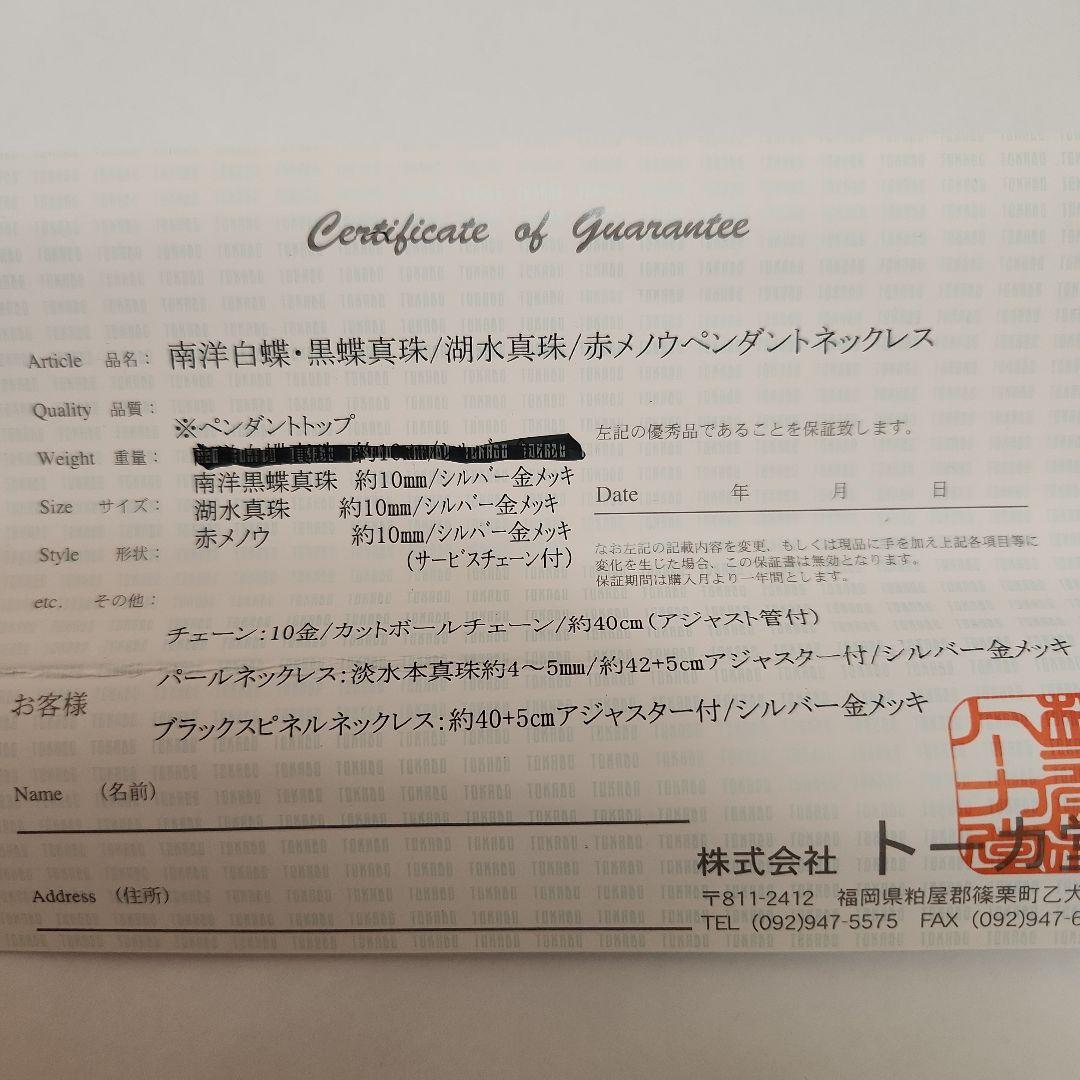 Certificate of Guarantee
Article 品名： 南洋白蝶・黒蝶真珠/湖水真珠/赤メノウペンダントネックレス
Quality 品質：
※ペンダントトップ
Weight 重量：
南洋黒蝶真珠 約10mm/シルバー金メッキ
Size サイズ： 湖水真珠 約10mm/シルバー金メッキ
赤メノウ 約10mm/シルバー金メッキ
Style 形状： (サービスチェーン付)
etc. その他：
左記の優秀品であることを保証致します。
Date 年 月 日
なお左記の記載内容を変更、もしくは現品に手を加え上記各項目等に
変化を生じた場合、この保証書は無効となります。
保証期間は購入月より一年間とします。
チェーン:10金/カットボールチェーン/約40cm(アジャスト管付)
パールネックレス:淡水本真珠約4～5mm/約42+5cmアジャスター付/シルバー金メッキ
お客様
ブラックスピネルネックレス:約40+5cmアジャスター付/シルバー金メッキ
Name （名前）
Address （住所）
株式会社 トーカ堂
〒811-2412 福岡県粕屋郡篠栗町乙犬
TEL (092)947-5575 FAX (092)947-6